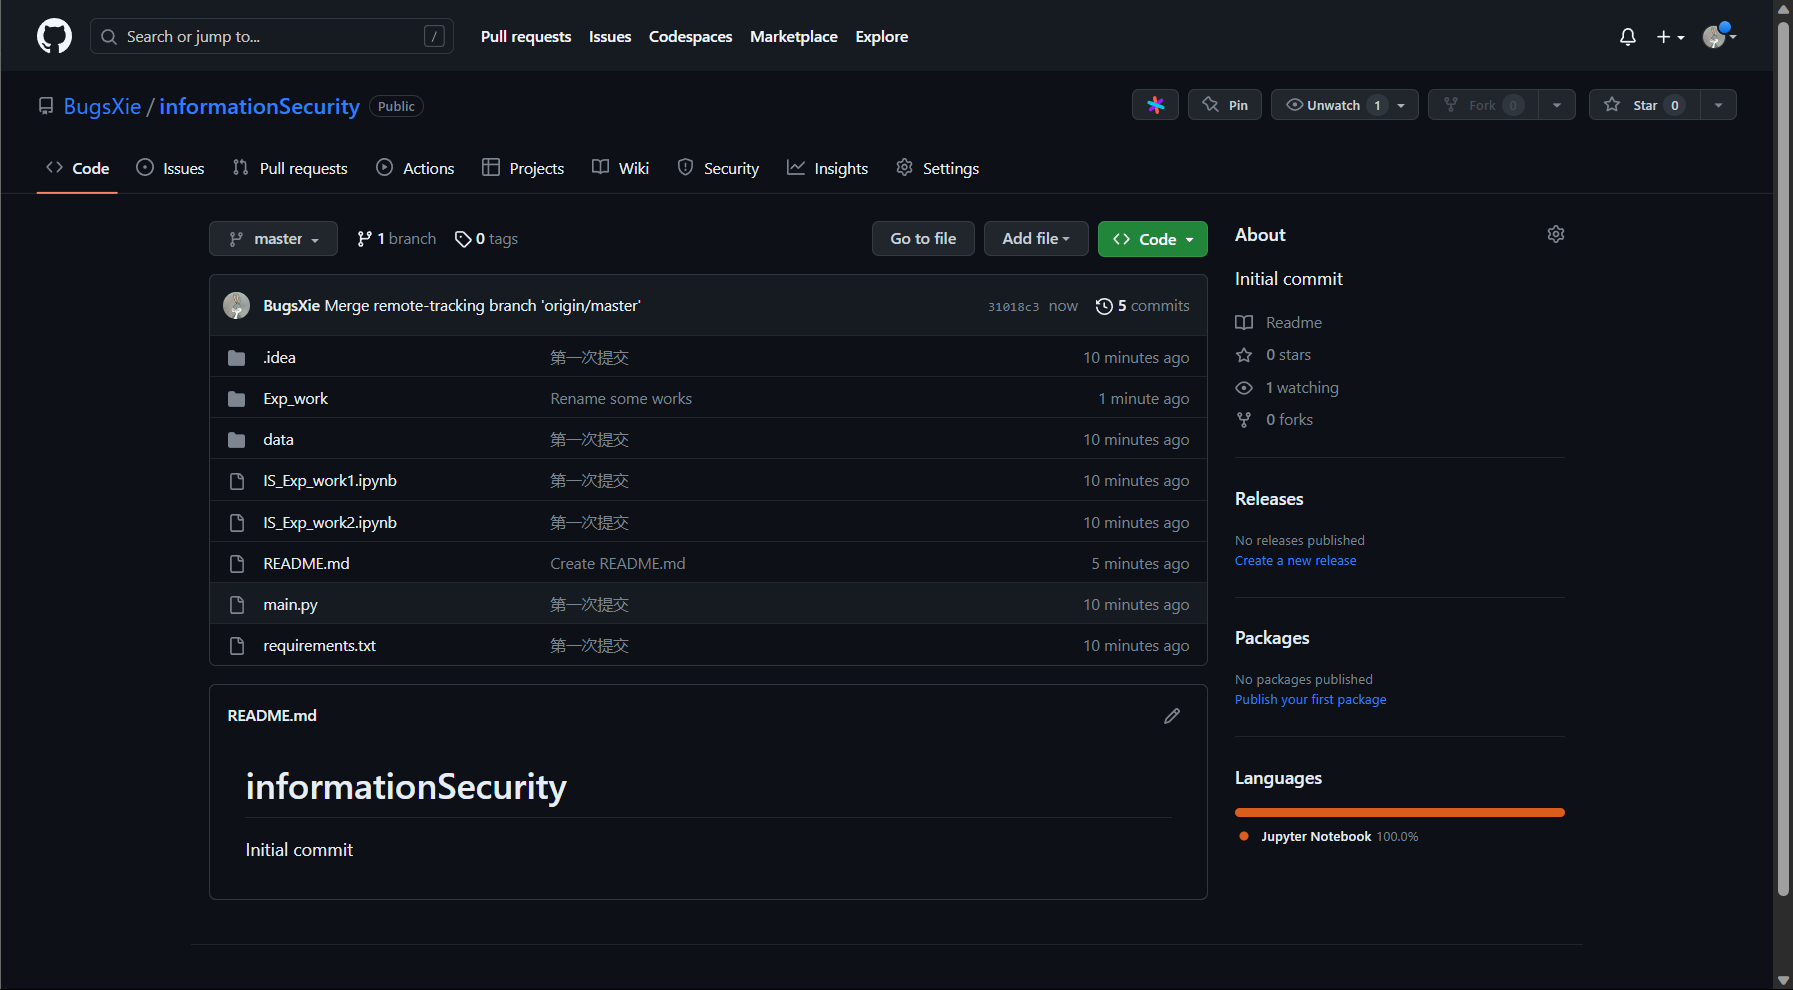 Search or jump to... /
Pull requests Issues Codespaces Marketplace Explore
BugsXie / informationSecurity Public
Pin Unwatch 1 Fork 0 Star 0
Code Issues Pull requests Actions Projects Wiki Security Insights Settings
master 1 branch 0 tags Go to file Add file Code
BugsXie Merge remote-tracking branch 'origin/master' 31018c3 now 5 commits
.idea 第一次提交 10 minutes ago
Exp_work Rename some works 1 minute ago
data 第一次提交 10 minutes ago
IS_Exp_work1.ipynb 第一次提交 10 minutes ago
IS_Exp_work2.ipynb 第一次提交 10 minutes ago
README.md Create README.md 5 minutes ago
main.py 第一次提交 10 minutes ago
requirements.txt 第一次提交 10 minutes ago
README.md
informationSecurity
Initial commit
About
Initial commit
Readme
0 stars
1 watching
0 forks
Releases
No releases published
Create a new release
Packages
No packages published
Publish your first package
Languages
Jupyter Notebook 100.0%